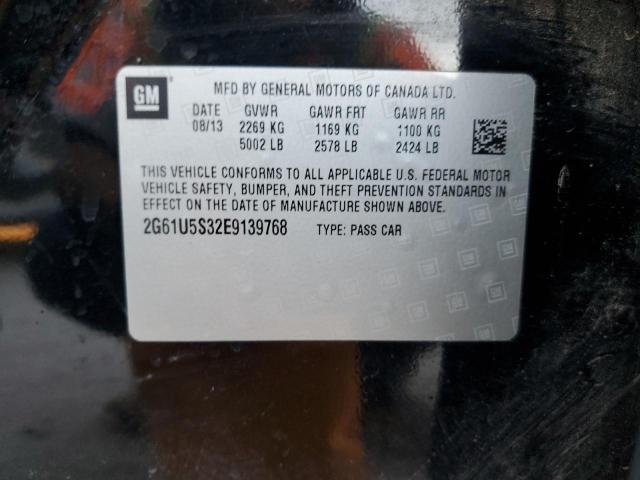 GM
MFD BY GENERAL MOTORS OF CANADA LTD.
DATE GVWR GAWR FRT GAWR RR
08/13 2269 KG 1169 KG 1100 KG
5002 LB 2578 LB 2424 LB
THIS VEHICLE CONFORMS TO ALL APPLICABLE U.S. FEDERAL MOTOR
VEHICLE SAFETY, BUMPER, AND THEFT PREVENTION STANDARDS IN
EFFECT ON THE DATE OF MANUFACTURE SHOWN ABOVE.
2G61U5S32E9139768 TYPE: PASS CAR